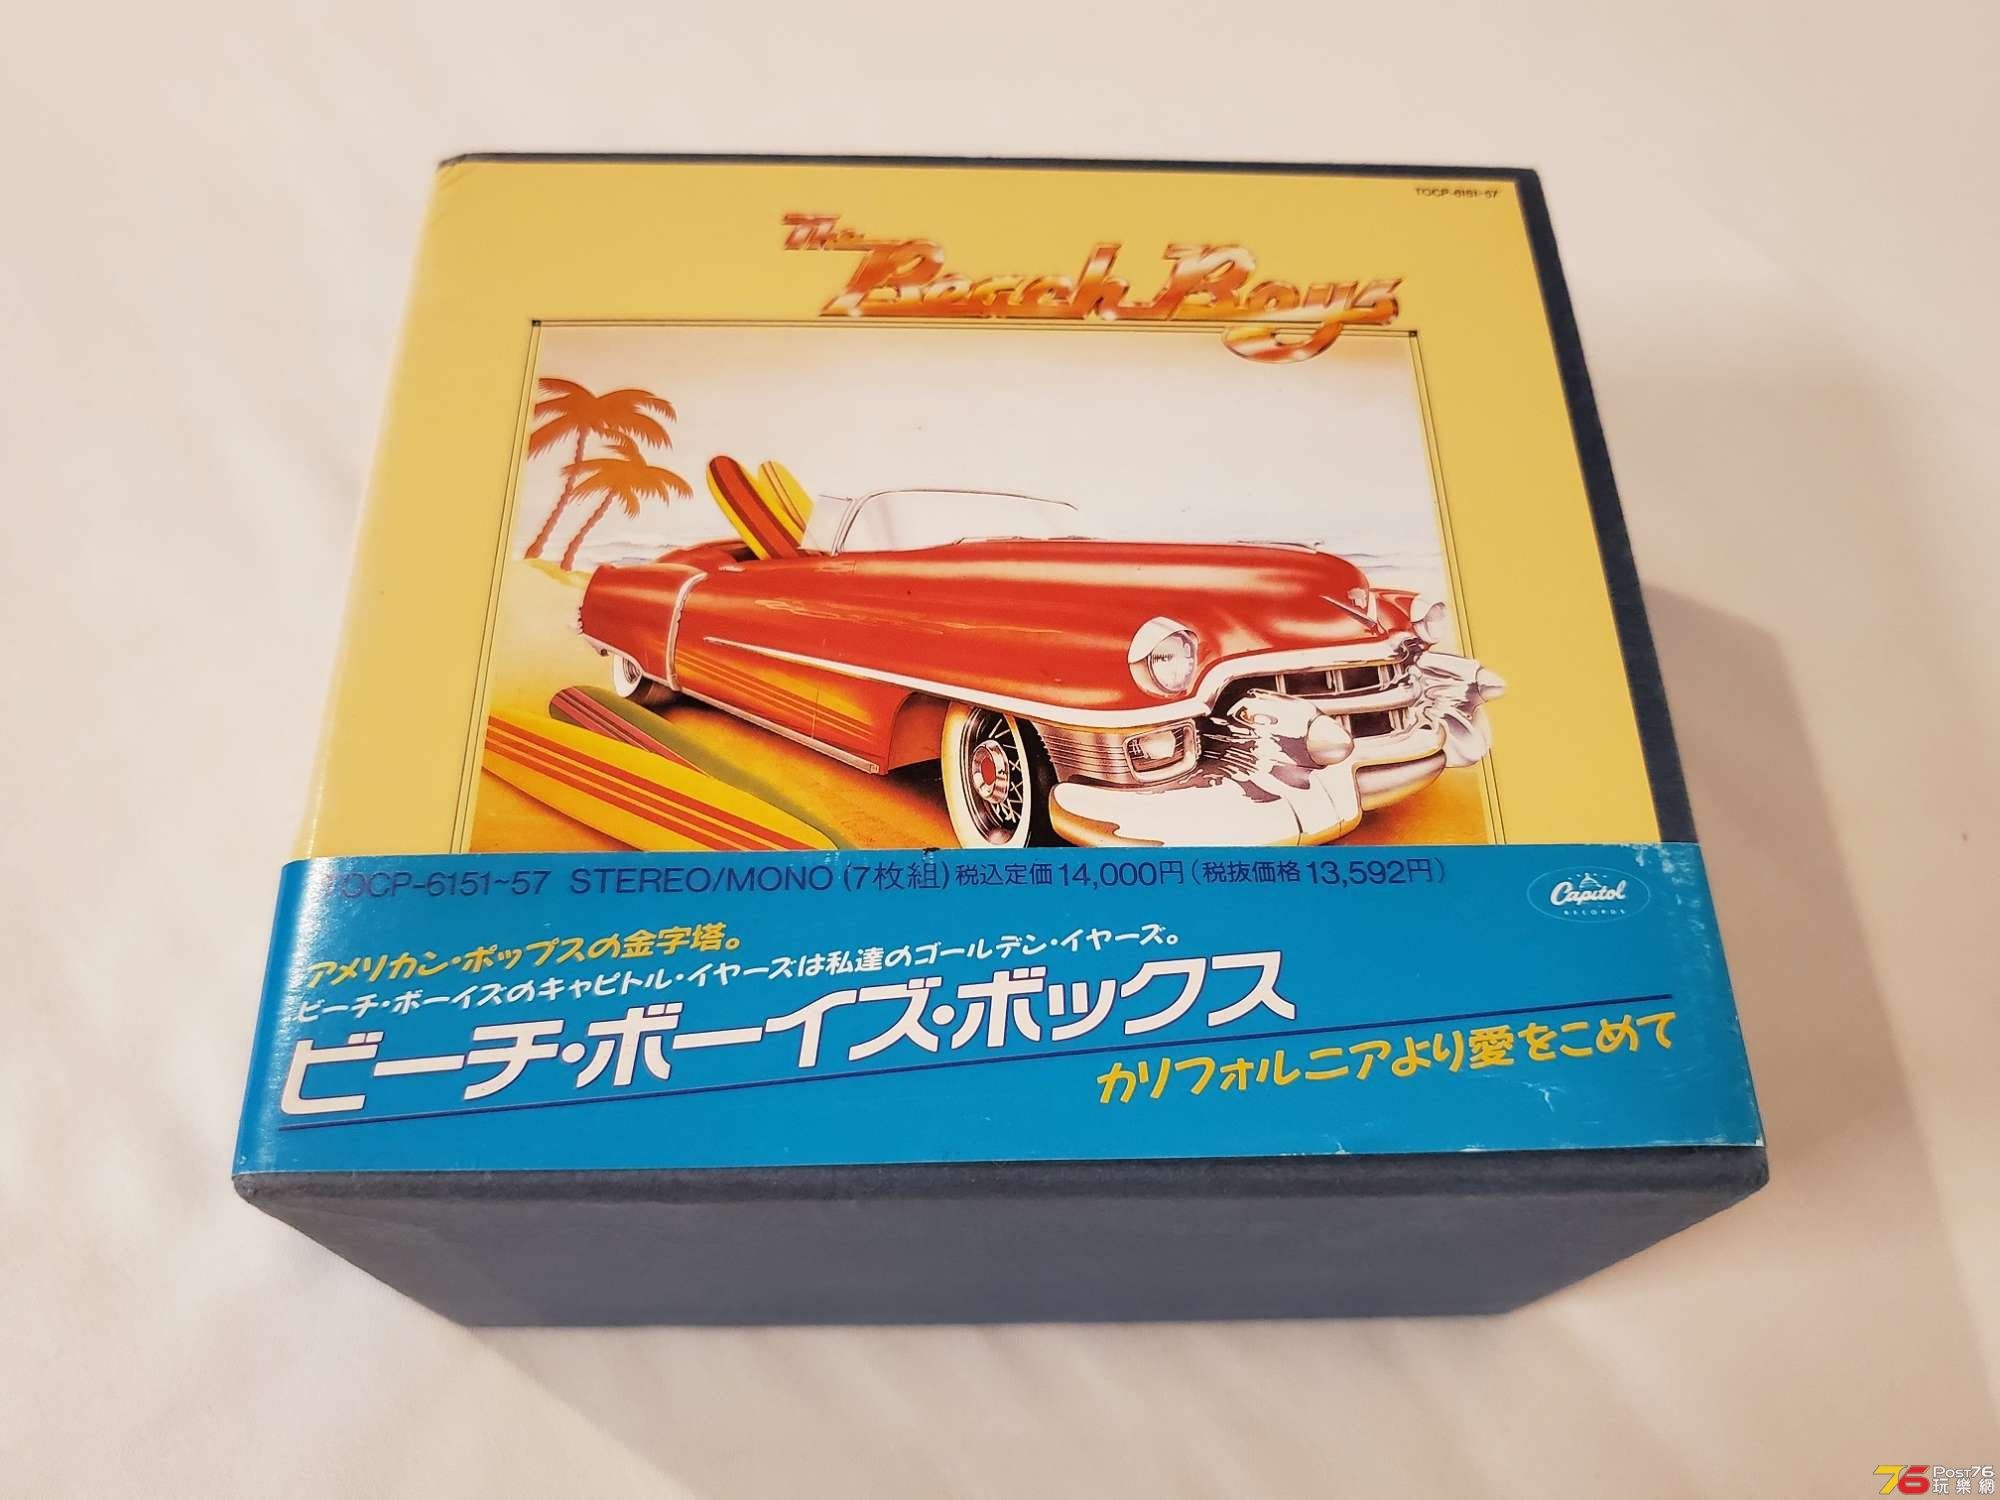 TOCP-6151~57
The
Beach Boys
TOCP-6151~57 STEREO/MONO (7枚組) 税込定価14,000円(税抜価格13,592円)
Capitol
RECORDS
アメリカン・ポップスの金字塔。
ビーチ・ボーイズのキャピトル・イヤーズは私達のゴールデン・イヤーズ。
ビーチ・ボーイズ・ボックス
カリフォルニアより愛をこめて
76 POST76
玩樂網